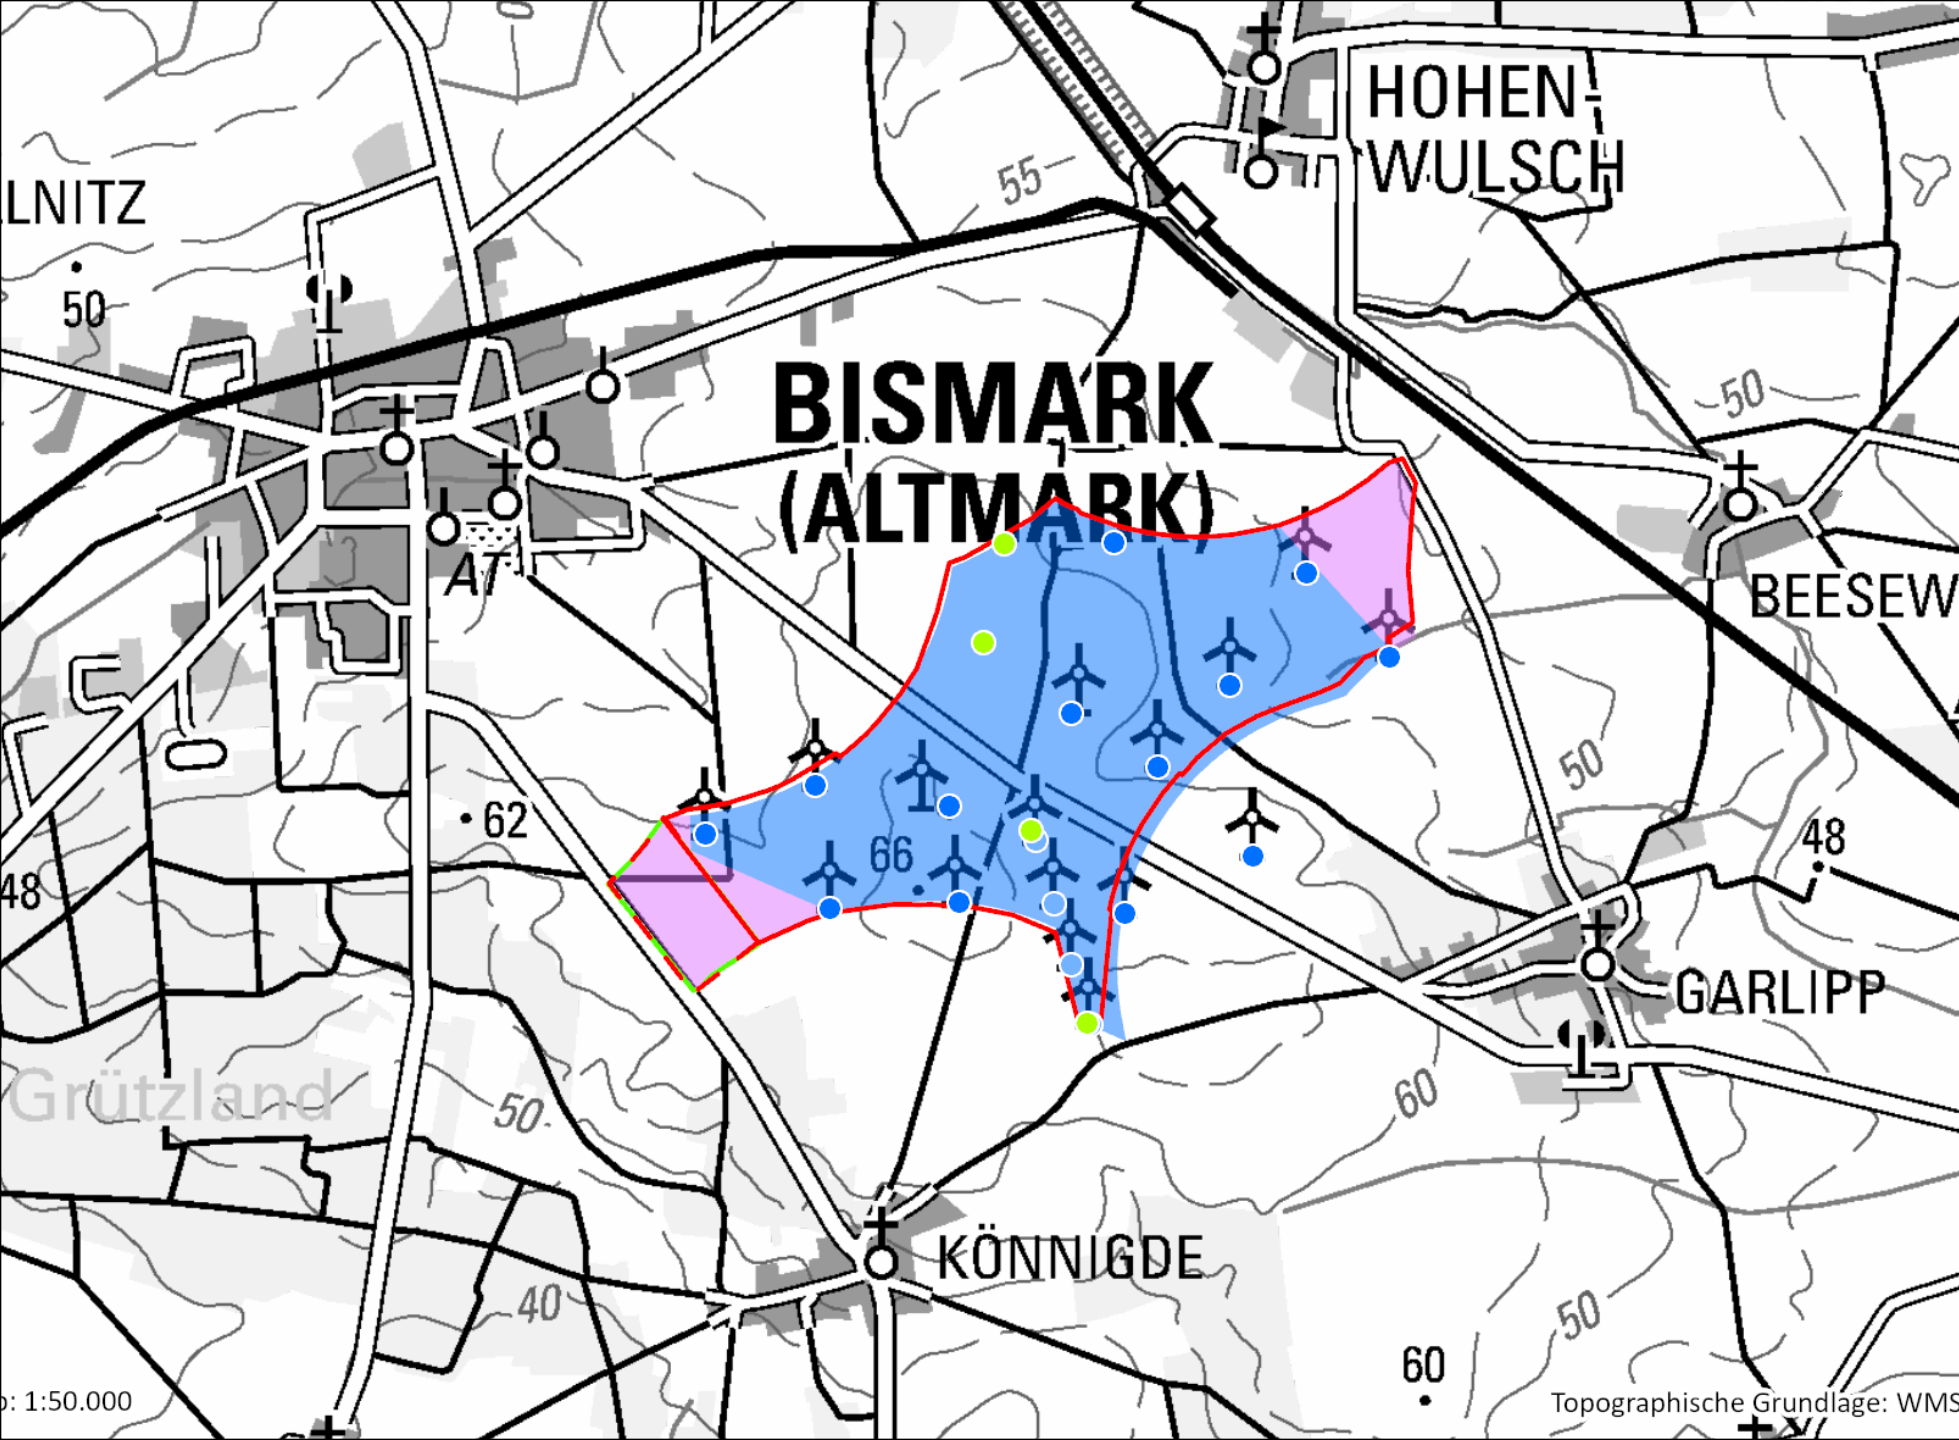 HOHEN-
WULSCH
55
LNITZ
50
BISMARK
(ALTMARK)
50
AT
BEESEW
50
62
66
48
48
GARLIPP
Grützland
50
60
KÖNNIGDE
40
50
60
: 1:50.000
Topographische Grundlage: WMS